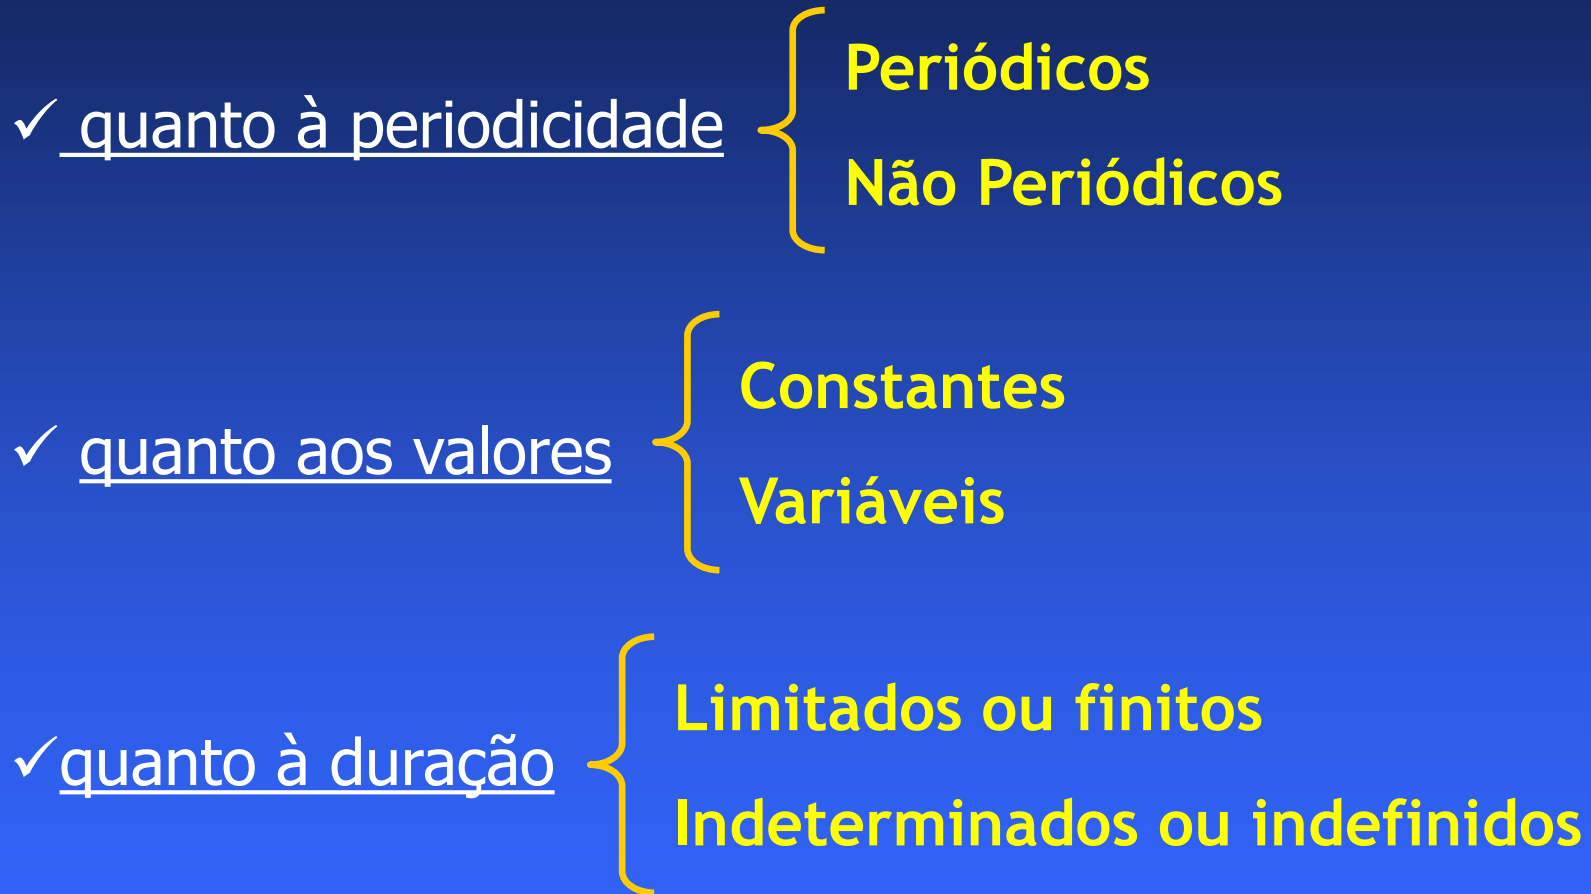 Periódicos
✓ quanto à periodicidade
Não Periódicos
Constantes
✓ quanto aos valores
Variáveis
Limitados ou finitos
✓quanto à duração
Indeterminados ou indefinidos